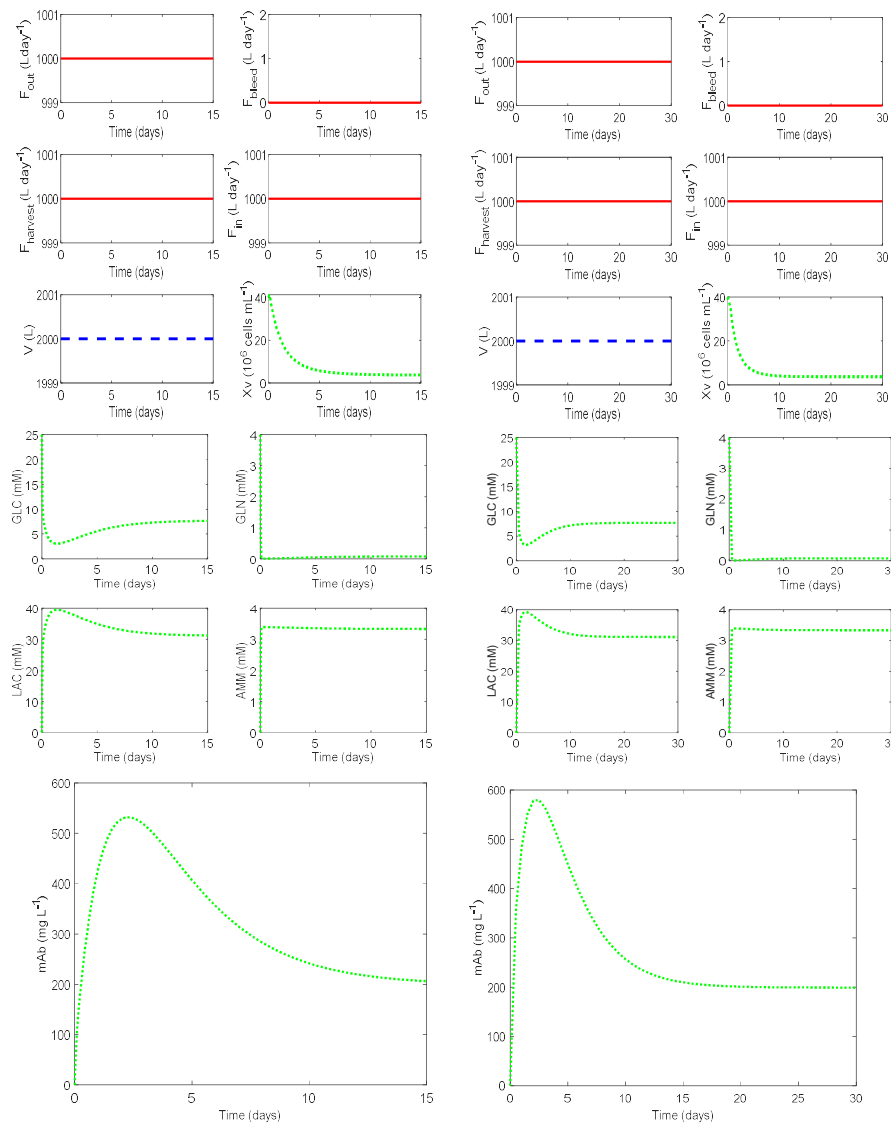 F_out (L day⁻¹)
1001
1000
999
0 5 10 15
Time (days)
F_bleed (L day⁻¹)
2
1
0
0 5 10 15
Time (days)
F_out (L day⁻¹)
1001
1000
999
0 10 20 30
Time (days)
F_bleed (L day⁻¹)
2
1
0
0 10 20 30
Time (days)
F_harvest (L day⁻¹)
1001
1000
999
0 5 10 15
Time (days)
F_in (L day⁻¹)
1001
1000
999
0 5 10 15
Time (days)
F_harvest (L day⁻¹)
1001
1000
999
0 10 20 30
Time (days)
F_in (L day⁻¹)
1001
1000
999
0 10 20 30
Time (days)
V (L)
2001
2000
1999
0 5 10 15
Time (days)
Xv (10⁶ cells mL⁻¹)
40
20
0
0 5 10 15
Time (days)
V (L)
2001
2000
1999
0 10 20 30
Time (days)
Xv (10⁶ cells mL⁻¹)
40
20
0
0 10 20 30
Time (days)
GLC (mM)
25
20
15
10
5
0
0 5 10 15
Time (days)
GLN (mM)
4
3
2
1
0
0 5 10 15
Time (days)
GLC (mM)
25
20
15
10
5
0
0 10 20 30
Time (days)
GLN (mM)
4
3
2
1
0
0 10 20 30
Time (days)
LAC (mM)
40
30
20
10
0
0 5 10 15
Time (days)
AMM (mM)
4
3
2
1
0
0 5 10 15
Time (days)
LAC (mM)
40
30
20
10
0
0 10 20 30
Time (days)
AMM (mM)
4
3
2
1
0
0 10 20 30
Time (days)
mAb (mg L⁻¹)
600
500
400
300
200
100
0
0 5 10 15
Time (days)
mAb (mg L⁻¹)
600
500
400
300
200
100
0
0 5 10 15 20 25 30
Time (days)